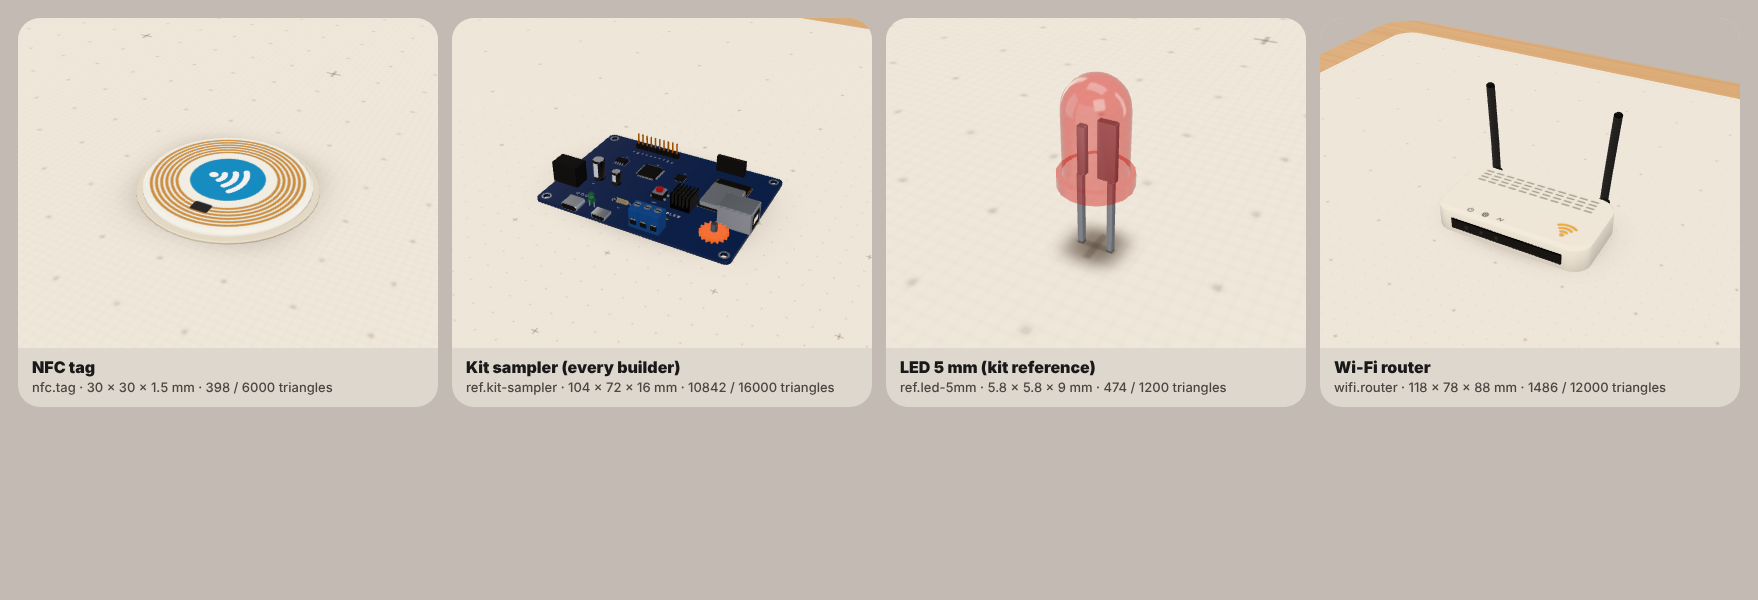 NFC tag
nfc.tag · 30 × 30 × 1.5 mm · 398 / 6000 triangles
Kit sampler (every builder)
ref.kit-sampler · 104 × 72 × 16 mm · 10842 / 16000 triangles
LED 5 mm (kit reference)
ref.led-5mm · 5.8 × 5.8 × 9 mm · 474 / 1200 triangles
Wi-Fi router
wifi.router · 118 × 78 × 88 mm · 1486 / 12000 triangles